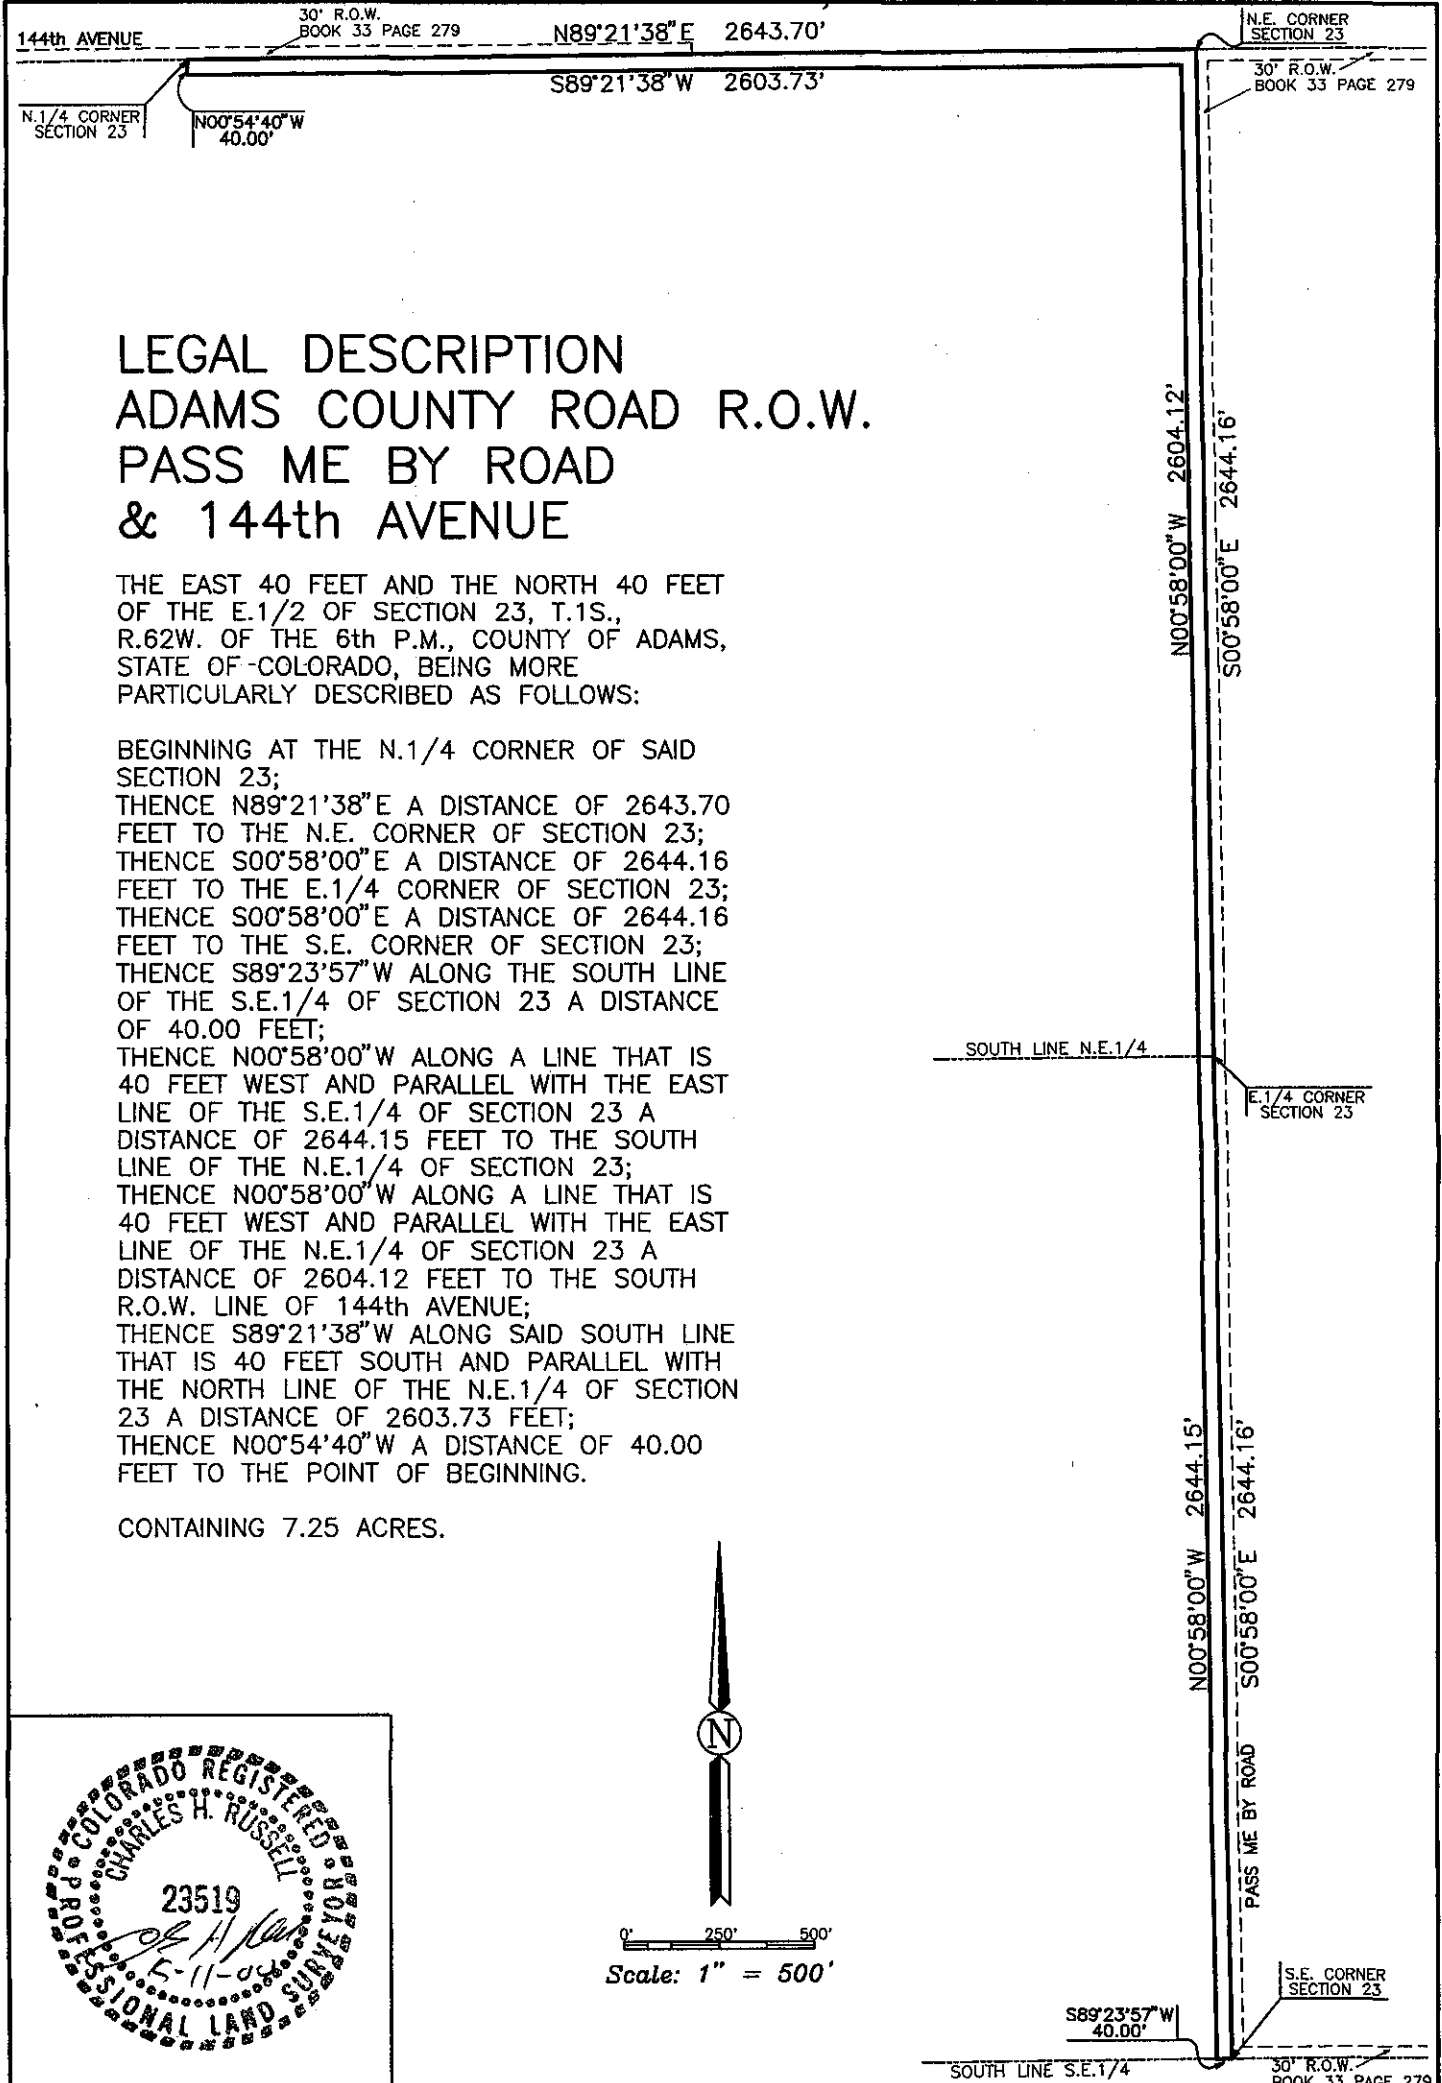 30' R.O.W.
BOOK 33 PAGE 279
144th AVENUE
N89°21'38"E 2643.70'
N.E. CORNER
SECTION 23
S89°21'38"W 2603.73'
30' R.O.W.
BOOK 33 PAGE 279
N.1/4 CORNER
SECTION 23
N00°54'40"W
40.00'
LEGAL DESCRIPTION
ADAMS COUNTY ROAD R.O.W.
PASS ME BY ROAD
& 144th AVENUE
THE EAST 40 FEET AND THE NORTH 40 FEET
OF THE E.1/2 OF SECTION 23, T.1S.,
R.62W. OF THE 6th P.M., COUNTY OF ADAMS,
STATE OF COLORADO, BEING MORE
PARTICULARLY DESCRIBED AS FOLLOWS:
BEGINNING AT THE N.1/4 CORNER OF SAID
SECTION 23;
THENCE N89°21'38"E A DISTANCE OF 2643.70
FEET TO THE N.E. CORNER OF SECTION 23;
THENCE S00°58'00"E A DISTANCE OF 2644.16
FEET TO THE E.1/4 CORNER OF SECTION 23;
THENCE S00°58'00"E A DISTANCE OF 2644.16
FEET TO THE S.E. CORNER OF SECTION 23;
THENCE S89°23'57"W ALONG THE SOUTH LINE
OF THE S.E.1/4 OF SECTION 23 A DISTANCE
OF 40.00 FEET;
THENCE N00°58'00"W ALONG A LINE THAT IS
40 FEET WEST AND PARALLEL WITH THE EAST
LINE OF THE S.E.1/4 OF SECTION 23 A
DISTANCE OF 2644.15 FEET TO THE SOUTH
LINE OF THE N.E.1/4 OF SECTION 23;
THENCE N00°58'00"W ALONG A LINE THAT IS
40 FEET WEST AND PARALLEL WITH THE EAST
LINE OF THE N.E.1/4 OF SECTION 23 A
DISTANCE OF 2604.12 FEET TO THE SOUTH
R.O.W. LINE OF 144th AVENUE;
THENCE S89°21'38"W ALONG SAID SOUTH LINE
THAT IS 40 FEET SOUTH AND PARALLEL WITH
THE NORTH LINE OF THE N.E.1/4 OF SECTION
23 A DISTANCE OF 2603.73 FEET;
THENCE N00°54'40"W A DISTANCE OF 40.00
FEET TO THE POINT OF BEGINNING.
CONTAINING 7.25 ACRES.
N00°58'00"W 2604.12'
S00°58'00"E 2644.16'
SOUTH LINE N.E.1/4
E.1/4 CORNER
SECTION 23
N00°58'00"W 2644.15'
S00°58'00"E 2644.16'
PASS ME BY ROAD
N
0' 250' 500'
Scale: 1" = 500'
COLORADO REGISTERED
CHARLES H. RUSSELL
23519
PROFESSIONAL LAND SURVEYOR
S.E. CORNER
SECTION 23
S89°23'57"W
40.00'
SOUTH LINE S.E.1/4
30' R.O.W.
BOOK 33 PAGE 279